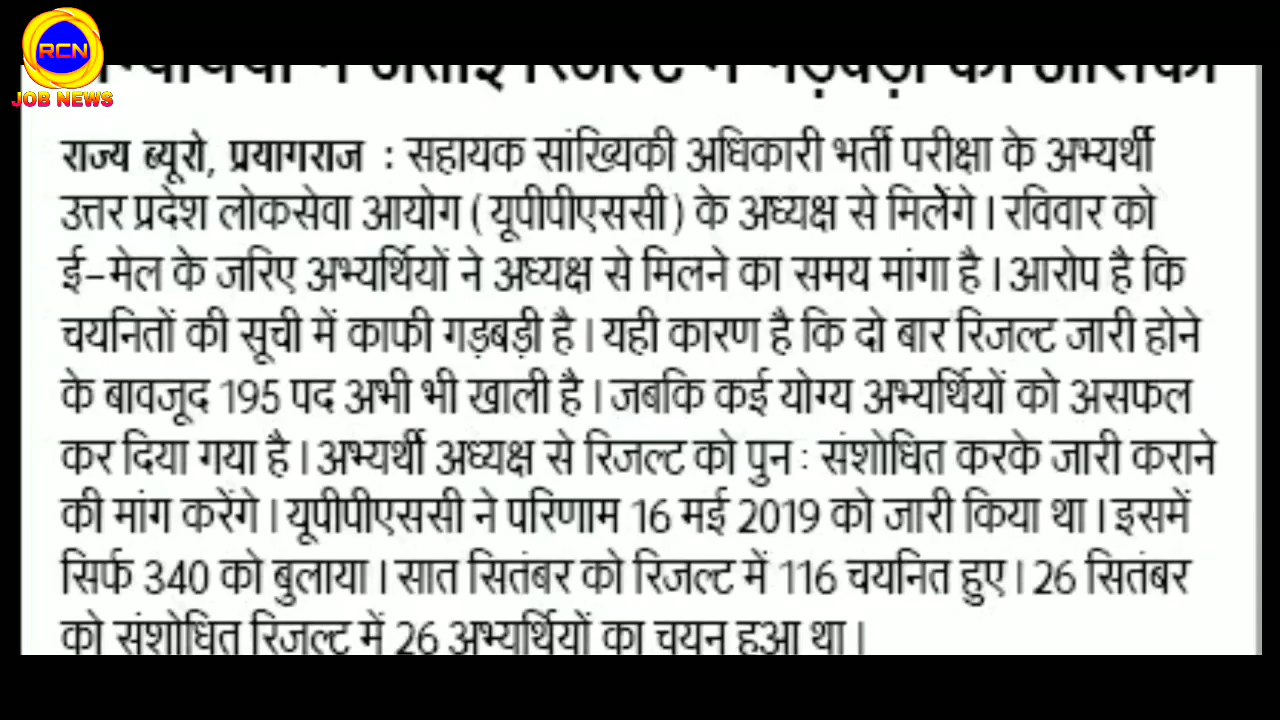 RCN
JOB NEWS
राज्य ब्यूरो, प्रयागराज : सहायक सांख्यिकी अधिकारी भर्ती परीक्षा के अभ्यर्थी
उत्तर प्रदेश लोकसेवा आयोग (यूपीपीएससी) के अध्यक्ष से मिलेंगे । रविवार को
ई-मेल के जरिए अभ्यर्थियों ने अध्यक्ष से मिलने का समय मांगा है । आरोप है कि
चयनितों की सूची में काफी गड़बड़ी है । यही कारण है कि दो बार रिजल्ट जारी होने
के बावजूद 195 पद अभी भी खाली है । जबकि कई योग्य अभ्यर्थियों को असफल
कर दिया गया है । अभ्यर्थी अध्यक्ष से रिजल्ट को पुन: संशोधित करके जारी कराने
की मांग करेंगे । यूपीपीएससी ने परिणाम 16 मई 2019 को जारी किया था । इसमें
सिर्फ 340 को बुलाया । सात सितंबर को रिजल्ट में 116 चयनित हुए । 26 सितंबर
को संशोधित रिजल्ट में 26 अभ्यर्थियों का चयन हुआ था ।